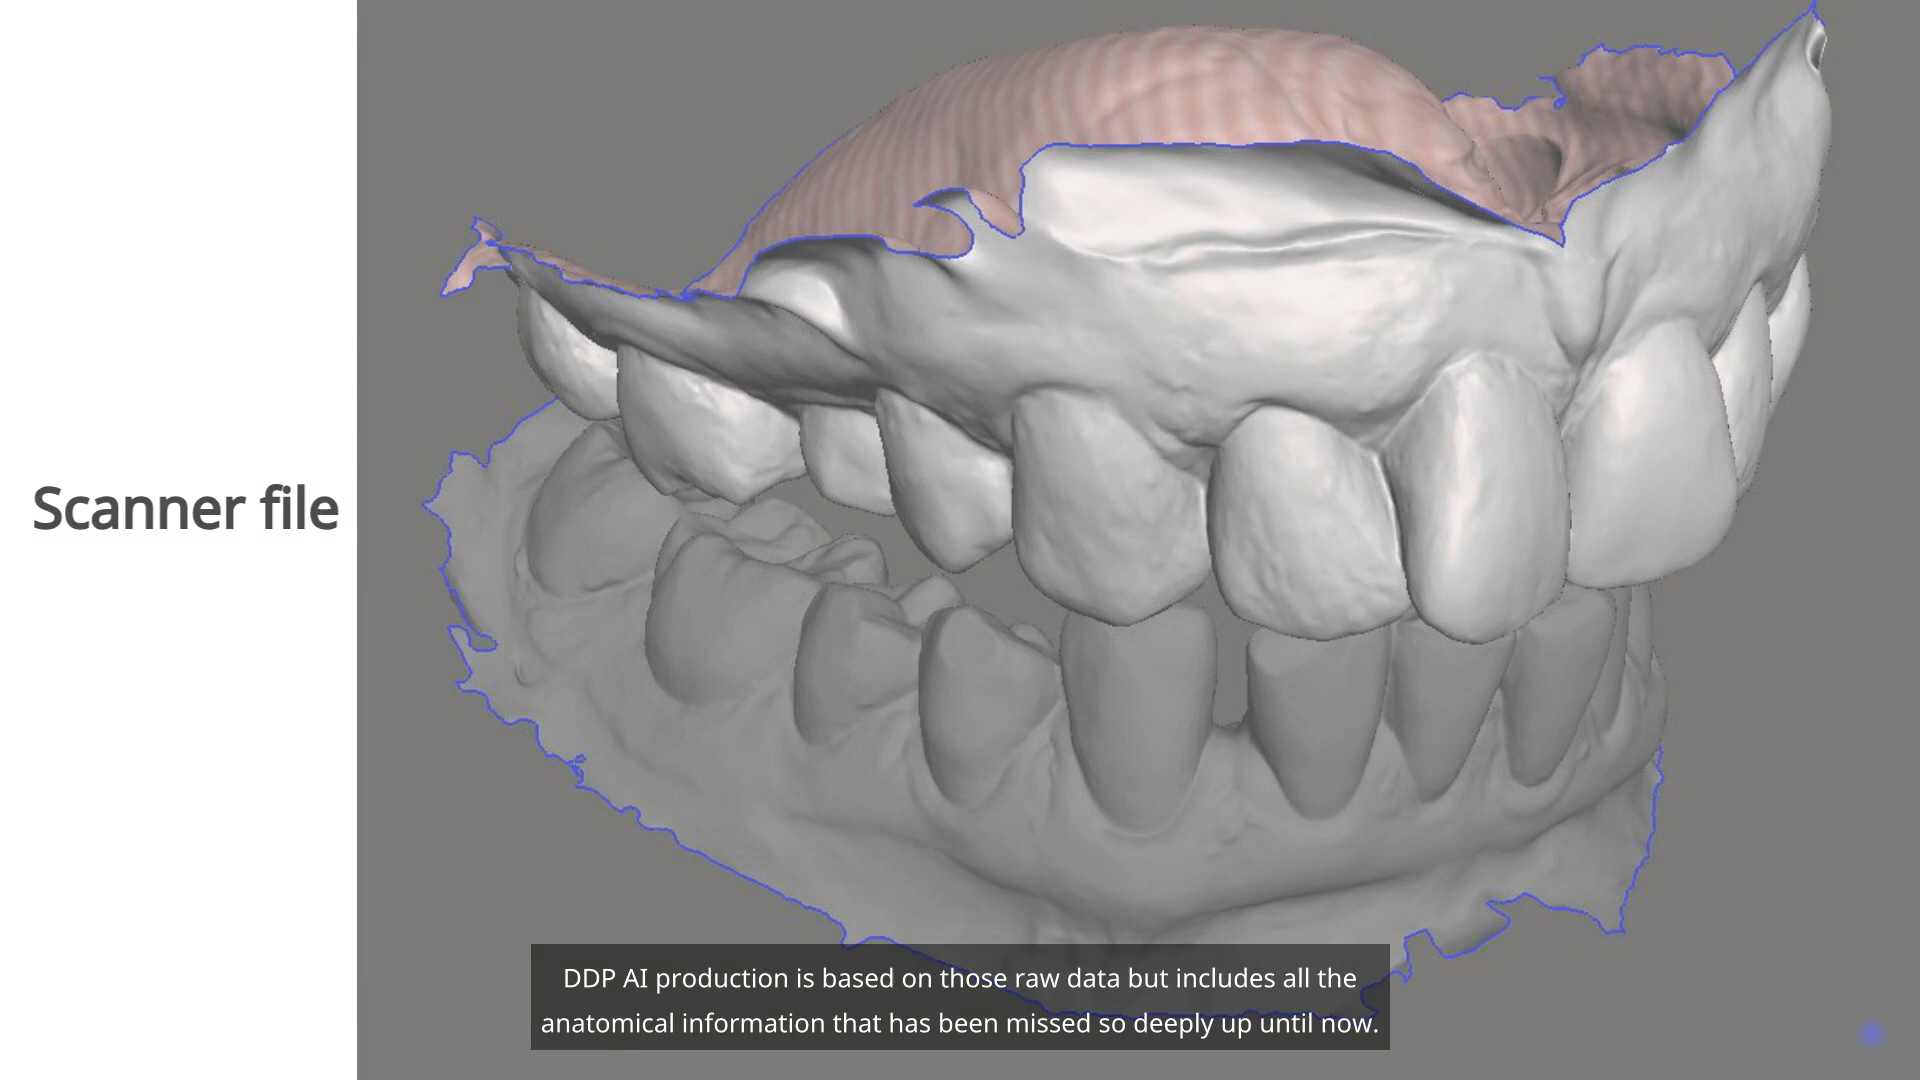 Scanner file
DDP AI production is based on those raw data but includes all the
anatomical information that has been missed so deeply up until now.